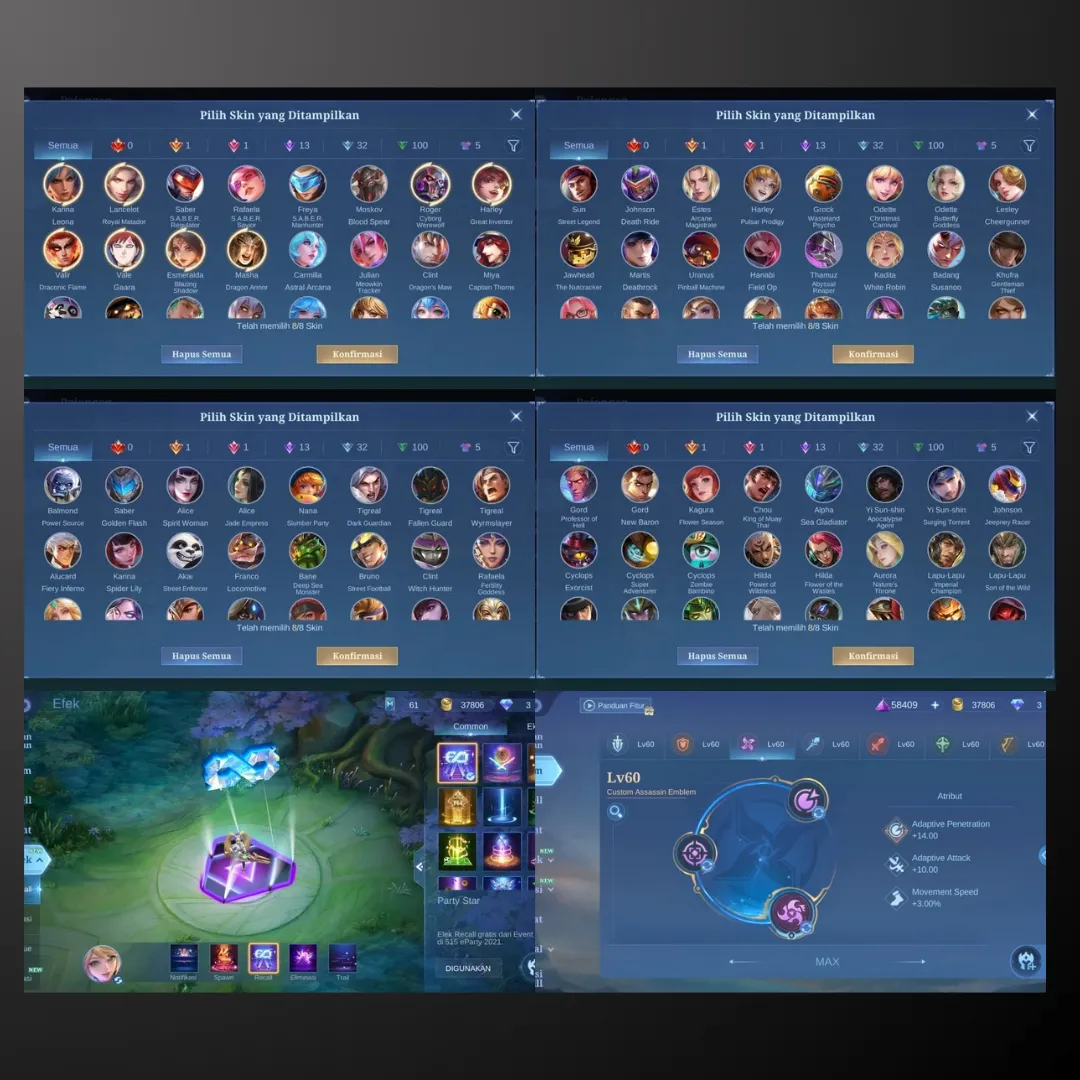 Pilih Skin yang Ditampilkan
Semua 0 1 1 13 32 100 5
Karina Lancelot Saber Rafaela Freya Moskov Roger Harley
Leona Royal Matador S.A.B.E.R. Regulator S.A.B.E.R. Savior S.A.B.E.R. Manhunter Blood Spear Cyborg Werewolf Great Inventor
Valir Vale Esmeralda Masha Carmilla Julian Clint Miya
Draconic Flame Gaara Blazing Shadow Dragon Armor Astral Arcana Meowkin Tracker Dragon's Maw Captain Thorns
Telah memilih 8/8 Skin
Hapus Semua Konfirmasi
Pilih Skin yang Ditampilkan
Semua 0 1 1 13 32 100 5
Sun Johnson Estes Harley Grock Odette Odette Lesley
Street Legend Death Ride Arcane Magistrate Pulsar Prodigy Wasteland Psycho Christmas Carnival Butterfly Goddess Cheergunner
Jawhead Martis Uranus Hanabi Thamuz Kadita Badang Khufra
The Nutcracker Deathrock Pinball Machine Field Op Abyssal Reaper White Robin Susanoo Gentleman Thief
Telah memilih 8/8 Skin
Hapus Semua Konfirmasi
Pilih Skin yang Ditampilkan
Semua 0 1 1 13 32 100 5
Balmond Saber Alice Alice Nana Tigreal Tigreal Tigreal
Power Source Golden Flash Spirit Woman Jade Empress Slumber Party Dark Guardian Fallen Guard Wyrmslayer
Alucard Karina Akai Franco Bane Bruno Clint Rafaela
Fiery Inferno Spider Lily Street Enforcer Locomotive Deep Sea Monster Street Football Witch Hunter Fertility Goddess
Telah memilih 8/8 Skin
Hapus Semua Konfirmasi
Pilih Skin yang Ditampilkan
Semua 0 1 1 13 32 100 5
Gord Gord Kagura Chou Alpha Yi Sun-shin Yi Sun-shin Johnson
Professor of Hell New Baron Flower Season King of Muay Thai Sea Gladiator Apocalypse Agent Surging Torrent Jeepney Racer
Cyclops Cyclops Cyclops Hilda Hilda Aurora Lapu-Lapu Lapu-Lapu
Exorcist Super Adventurer Zombie Bambino Power of Wildness Flower of the Wastes Nature's Throne Imperial Champion Son of the Wild
Telah memilih 8/8 Skin
Hapus Semua Konfirmasi
Efek 61 37806 3
Common
NEW
Party Star
Elek Recall gratis dari Event
di 515 eParty 2021.
DIGUNAKAN
Notifikasi Spawn Recall Eliminasi Trail
NEW
Panduan Fitur 58409 + 37806 3
Lv60 Lv60 Lv60 Lv60 Lv60 Lv60 Lv60
Lv60
Custom Assassin Emblem
Atribut
Adaptive Penetration
+14.00
NEW
Adaptive Attack
+10.00
NEW
Movement Speed
+3.00%
MAX